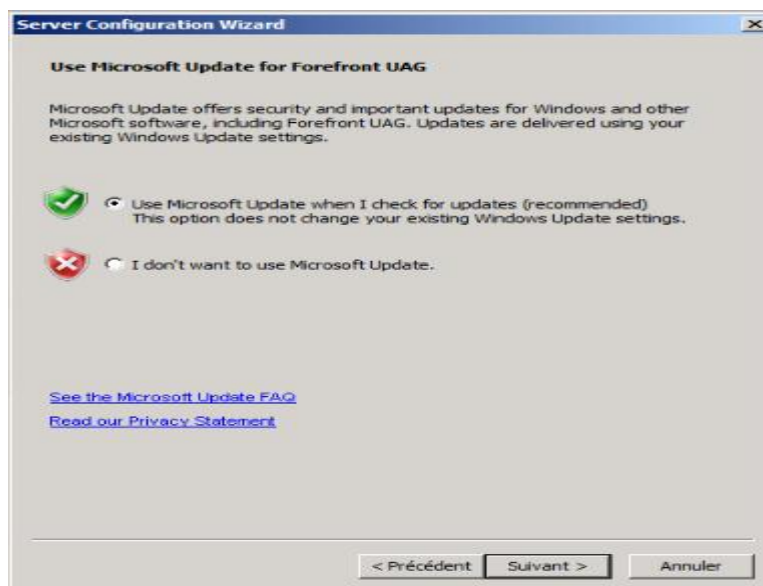 Server Configuration Wizard
Use Microsoft Update for Forefront UAG
Microsoft Update offers security and important updates for Windows and other
Microsoft software, including Forefront UAG. Updates are delivered using your
existing Windows Update settings.
Use Microsoft Update when I check for updates (recommended)
This option does not change your existing Windows Update settings.
I don't want to use Microsoft Update.
See the Microsoft Update FAQ
Read our Privacy Statement
< Précédent Suivant > Annuler